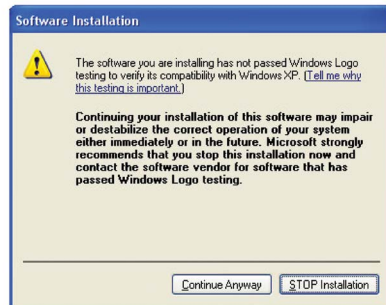 Software Installation
The software you are installing has not passed Windows Logo
testing to verify its compatibility with Windows XP. (Tell me why
this testing is important.)
Continuing your installation of this software may impair
or destabilize the correct operation of your system
either immediately or in the future. Microsoft strongly
recommends that you stop this installation now and
contact the software vendor for software that has
passed Windows Logo testing.
Continue Anyway
STOP Installation